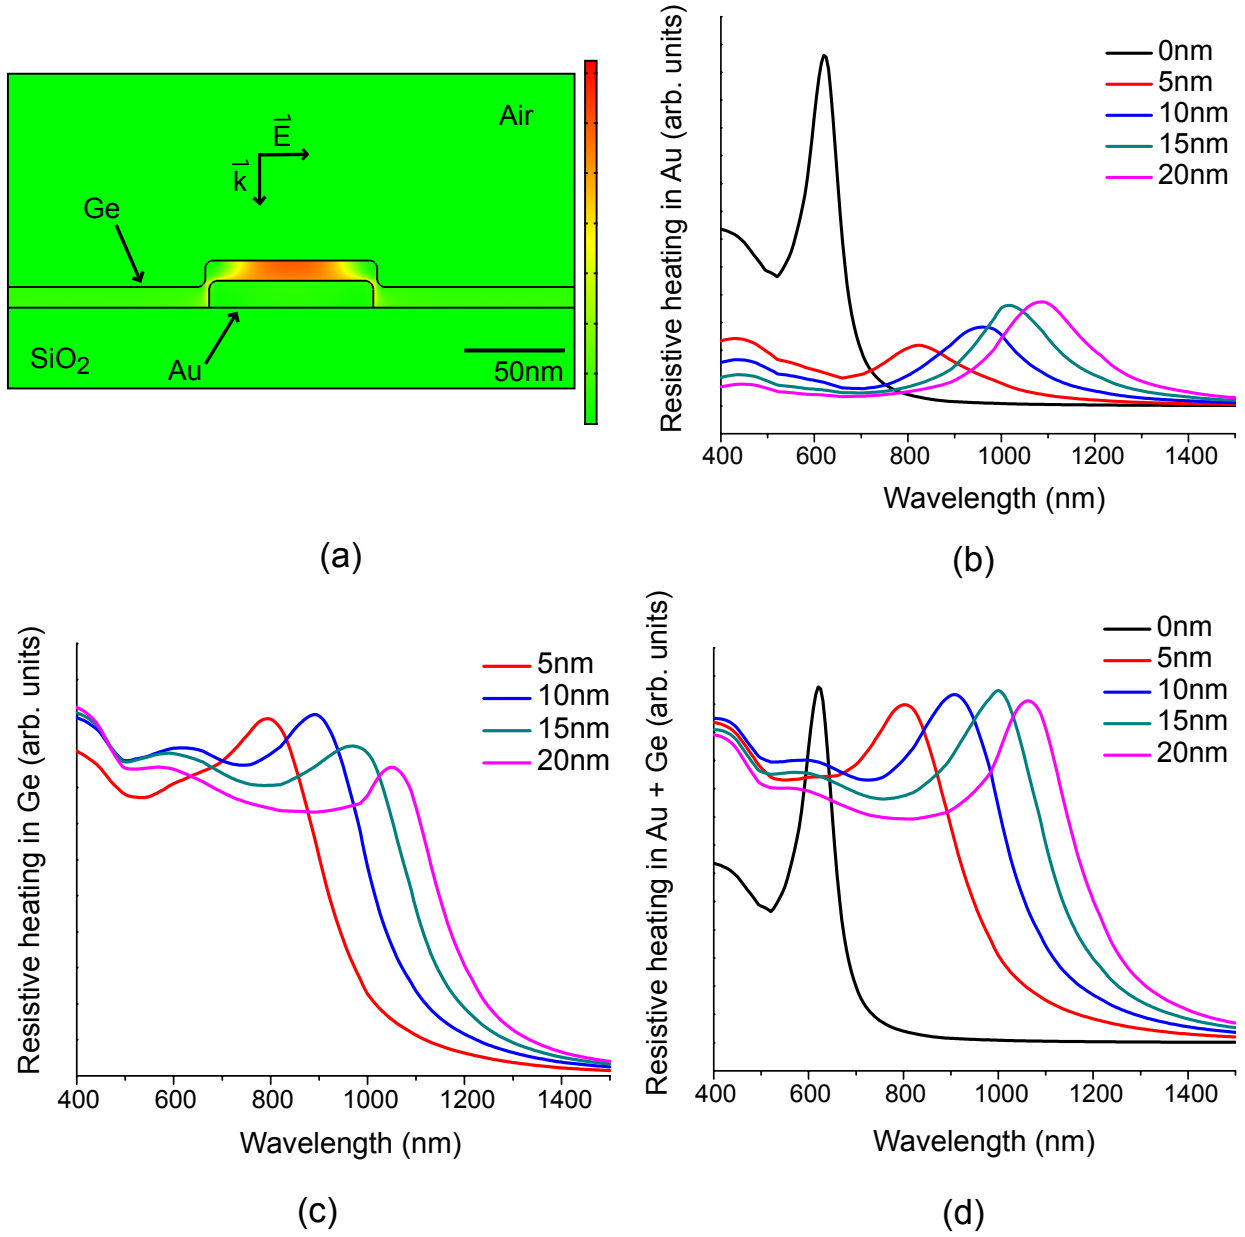 Air
E
k
Ge
SiO2
Au
50nm
(a)
Resistive heating in Au (arb. units)
0nm
5nm
10nm
15nm
20nm
400 600 800 1000 1200 1400
Wavelength (nm)
(b)
Resistive heating in Ge (arb. units)
5nm
10nm
15nm
20nm
400 600 800 1000 1200 1400
Wavelength (nm)
(c)
Resistive heating in Au + Ge (arb. units)
0nm
5nm
10nm
15nm
20nm
400 600 800 1000 1200 1400
Wavelength (nm)
(d)